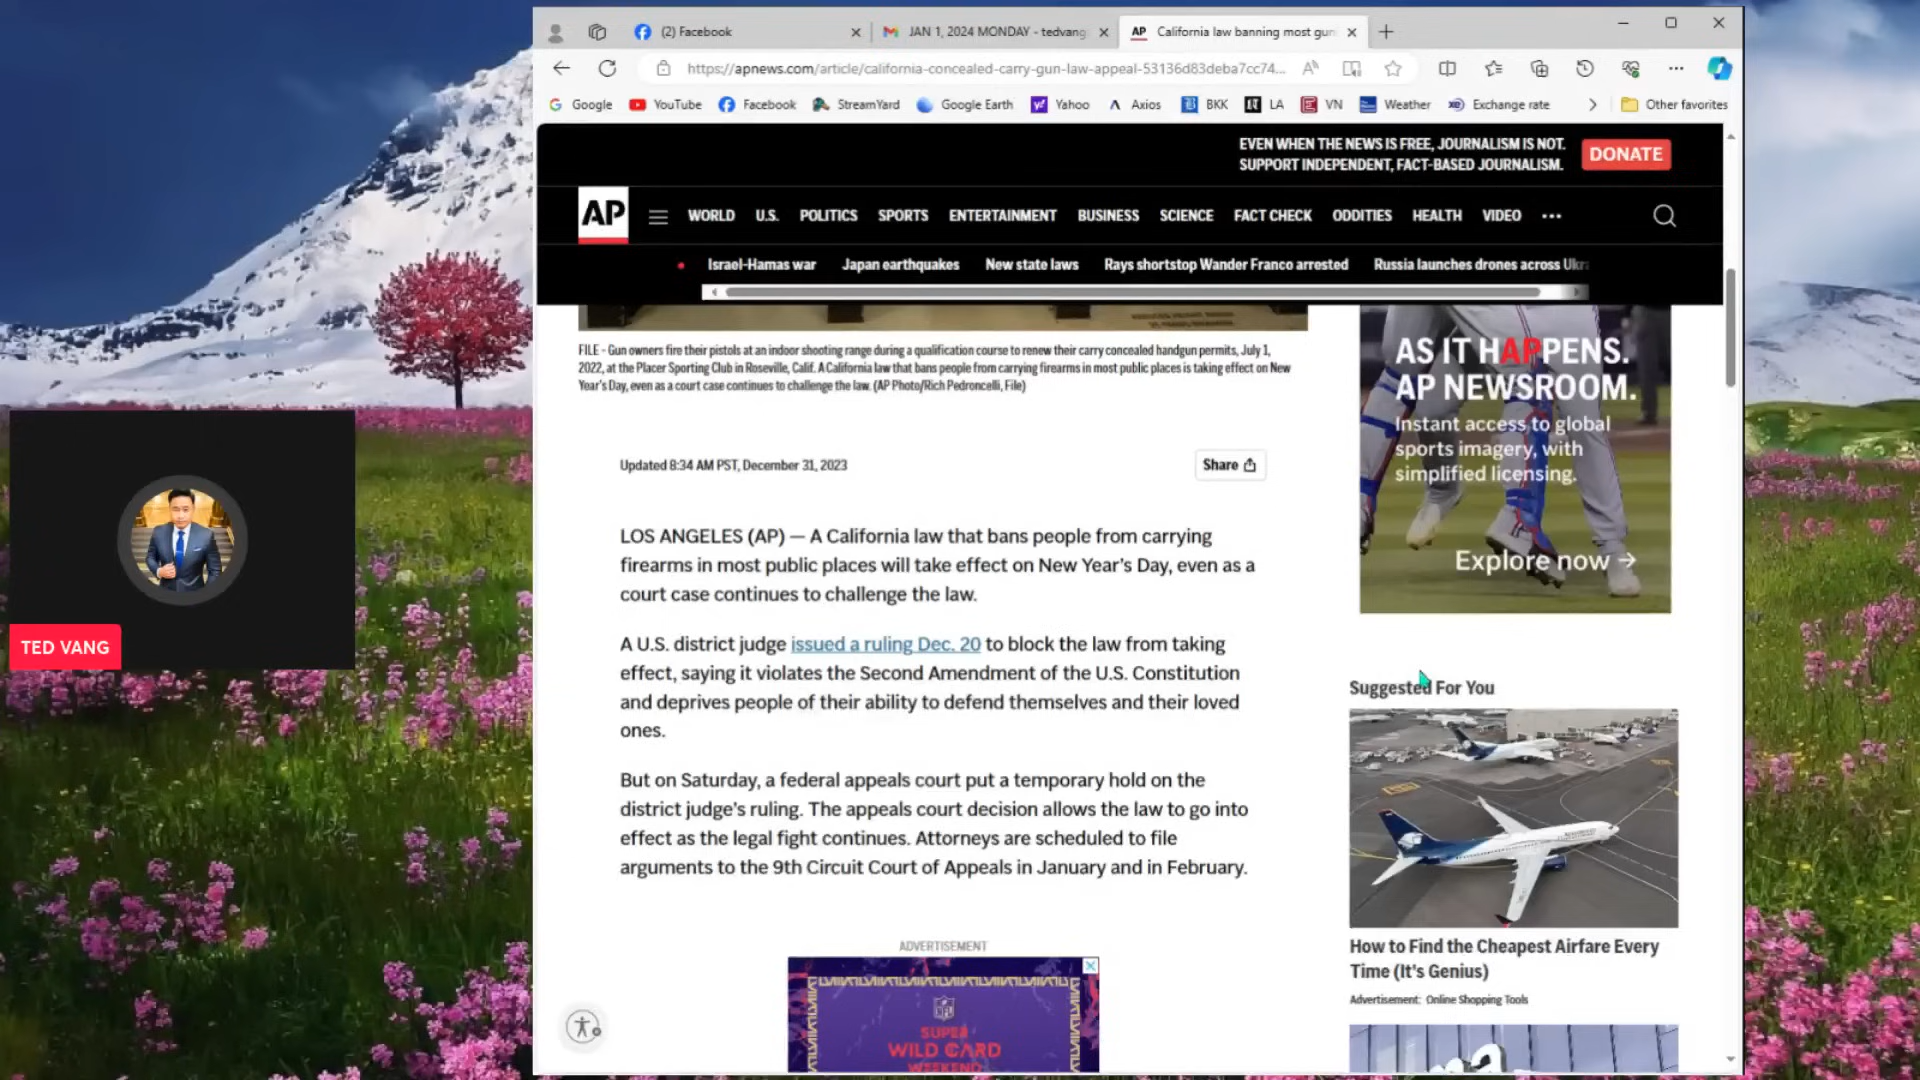 (2) Facebook
JAN 1, 2024 MONDAY - tedvang
AP California law banning most gun
https://apnews.com/article/california-concealed-carry-gun-law-appeal-53136d83deba7cc74...
Google YouTube Facebook StreamYard Google Earth Yahoo Axios BKK LA VN Weather Exchange rate Other favorites
EVEN WHEN THE NEWS IS FREE, JOURNALISM IS NOT.
SUPPORT INDEPENDENT, FACT-BASED JOURNALISM.
DONATE
AP
WORLD U.S. POLITICS SPORTS ENTERTAINMENT BUSINESS SCIENCE FACT CHECK ODDITIES HEALTH VIDEO
Israel-Hamas war Japan earthquakes New state laws Rays shortstop Wander Franco arrested Russia launches drones across Ukr
FILE - Gun owners fire their pistols at an indoor shooting range during a qualification course to renew their carry concealed handgun permits, July 1,
2022, at the Placer Sporting Club in Roseville, Calif. A California law that bans people from carrying firearms in most public places is taking effect on New
Year's Day, even as a court case continues to challenge the law. (AP Photo/Rich Pedroncelli, File)
Updated 8:34 AM PST, December 31, 2023
Share
LOS ANGELES (AP) — A California law that bans people from carrying
firearms in most public places will take effect on New Year's Day, even as a
court case continues to challenge the law.
A U.S. district judge issued a ruling Dec. 20 to block the law from taking
effect, saying it violates the Second Amendment of the U.S. Constitution
and deprives people of their ability to defend themselves and their loved
ones.
But on Saturday, a federal appeals court put a temporary hold on the
district judge's ruling. The appeals court decision allows the law to go into
effect as the legal fight continues. Attorneys are scheduled to file
arguments to the 9th Circuit Court of Appeals in January and in February.
ADVERTISEMENT
NFL
SUPER
WILD CARD
WEEKEND
AS IT HAPPENS.
AP NEWSROOM.
Instant access to global
sports imagery, with
simplified licensing.
Explore now →
Suggested For You
How to Find the Cheapest Airfare Every
Time (It's Genius)
Advertisement: Online Shopping Tools
TED VANG